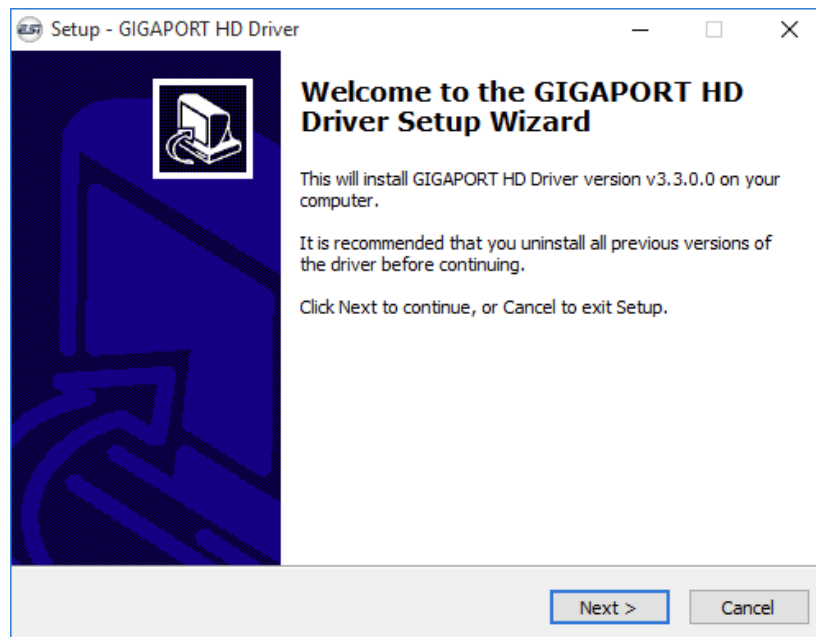 ESI Setup - GIGAPORT HD Driver
Welcome to the GIGAPORT HD
Driver Setup Wizard
This will install GIGAPORT HD Driver version v3.3.0.0 on your
computer.
It is recommended that you uninstall all previous versions of
the driver before continuing.
Click Next to continue, or Cancel to exit Setup.
Next >
Cancel